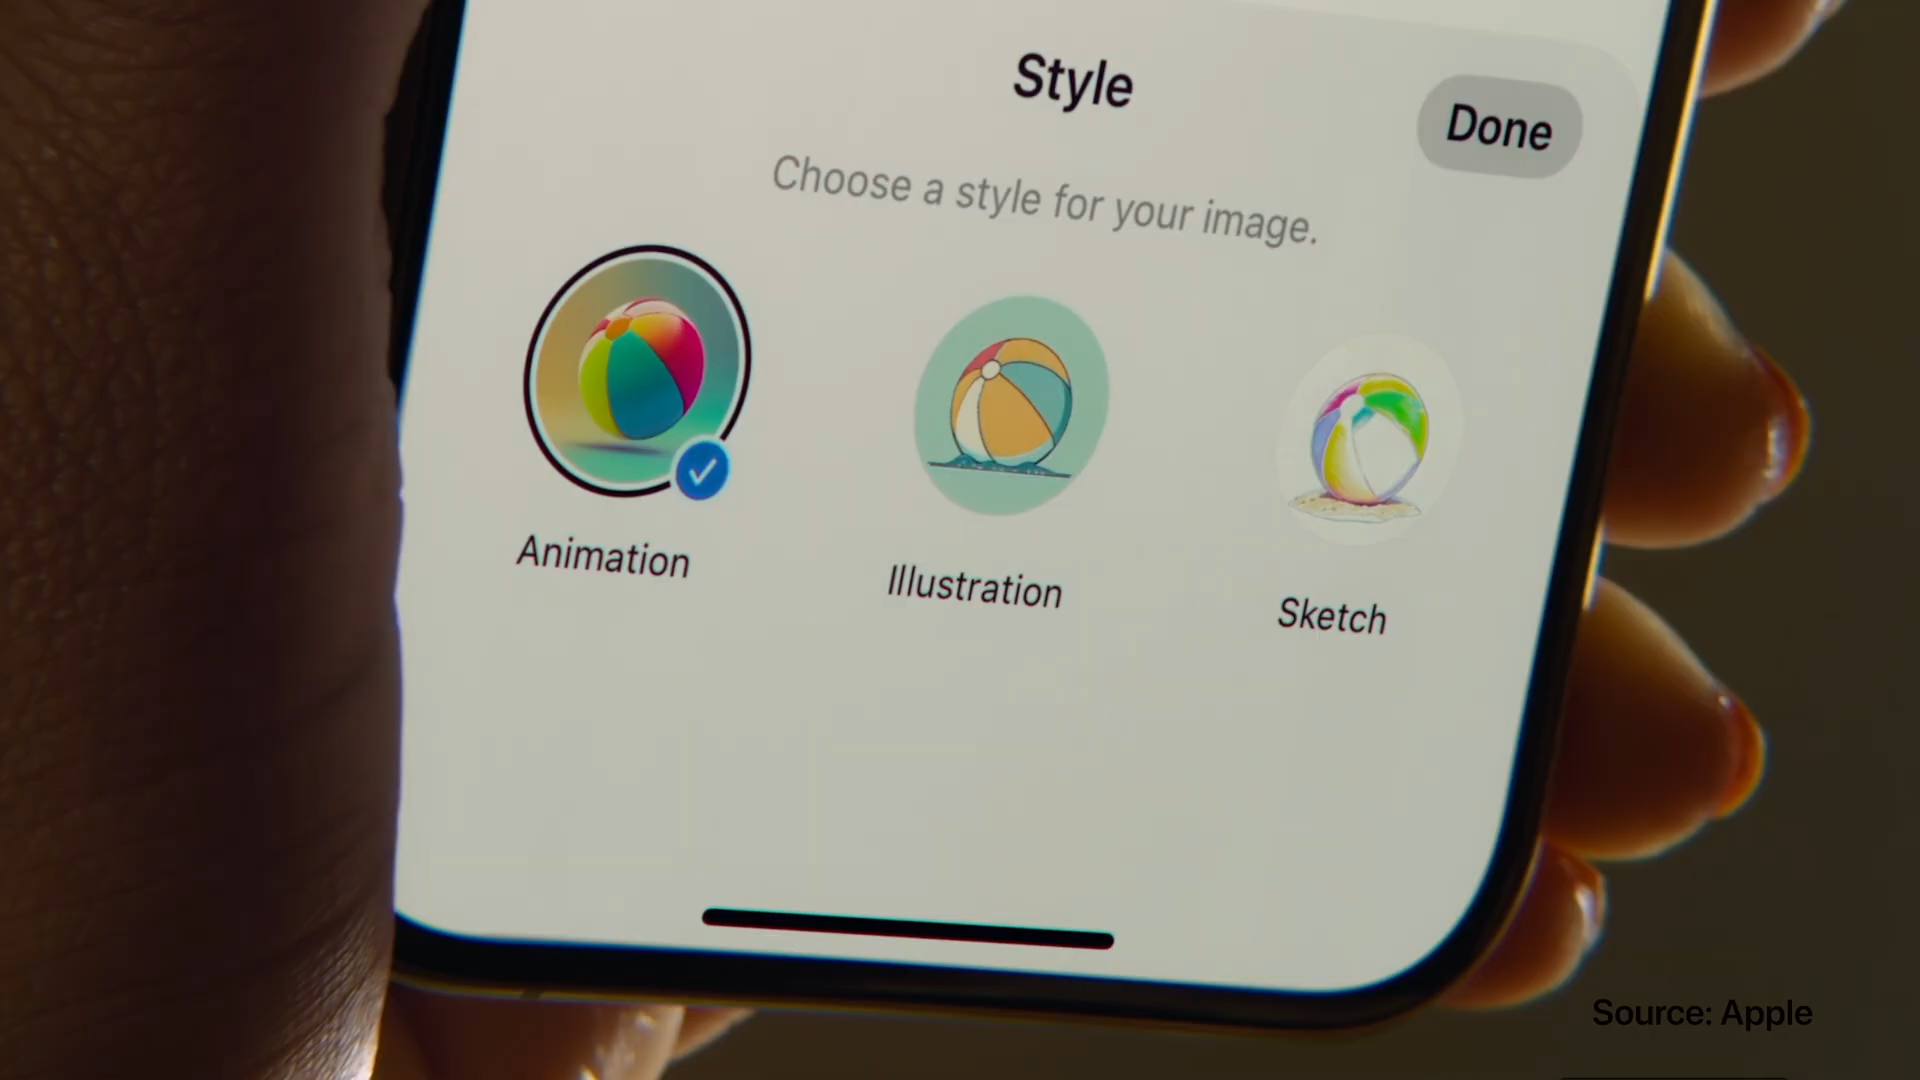 Style
Done
Choose a style for your image.
Animation
Illustration
Sketch
Source: Apple